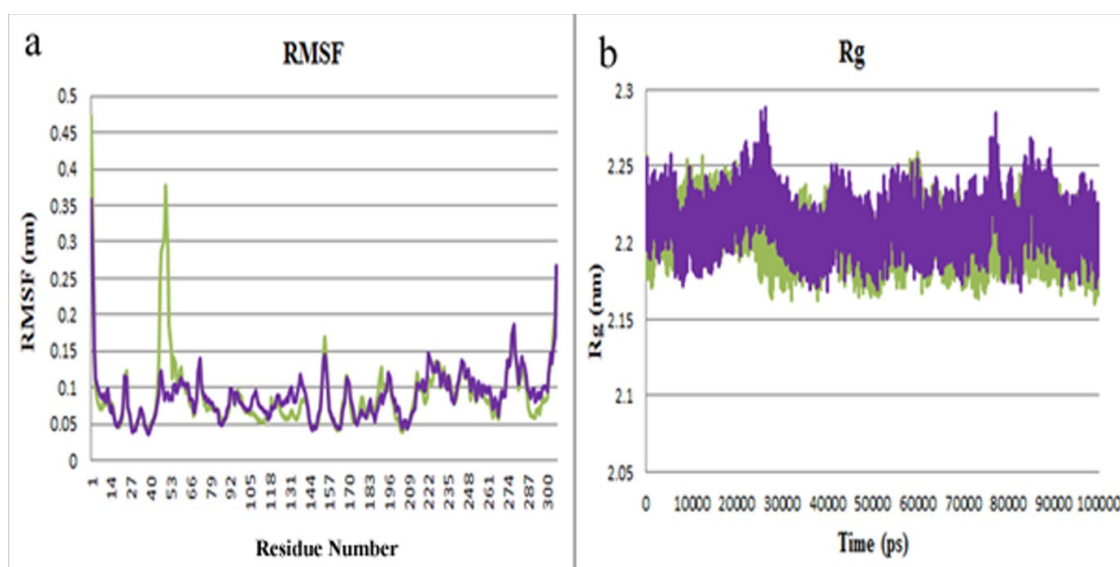 a
RMSF
0.5
0.45
0.4
0.35
0.3
0.25
0.2
0.15
0.1
0.05
0
RMSF (nm)
1 14 27 40 53 66 79 92 105 118 131 144 157 170 183 196 209 222 235 248 261 274 287 300
Residue Number
b
Rg
2.3
2.25
2.2
2.15
2.1
2.05
Rg (nm)
0 10000 20000 30000 40000 50000 60000 70000 80000 90000 100000
Time (ps)